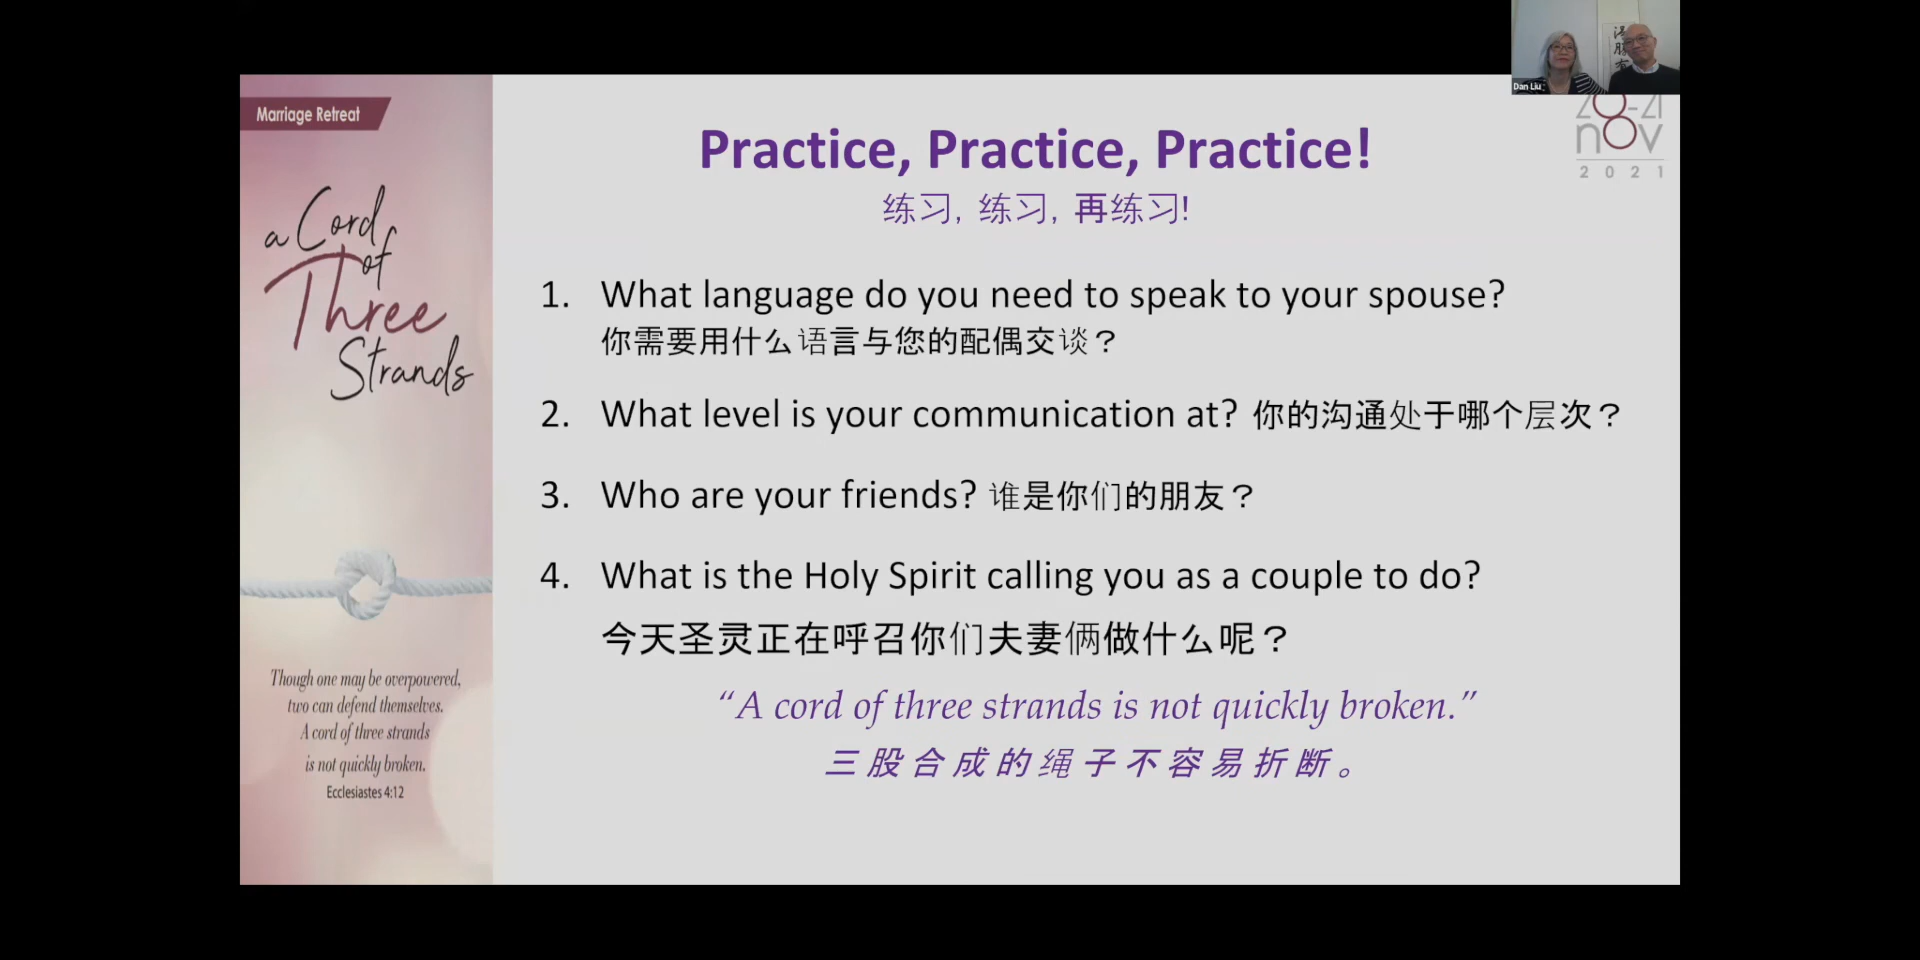 Marriage Retreat
a Cord
of
Three
Strands
Though one may be overpowered,
two can defend themselves.
A cord of three strands
is not quickly broken.
Ecclesiastes 4:12
Practice, Practice, Practice!
练习, 练习, 再练习!
1. What language do you need to speak to your spouse?
你需要用什么语言与您的配偶交谈？
2. What level is your communication at? 你的沟通处于哪个层次？
3. Who are your friends? 谁是你们的朋友？
4. What is the Holy Spirit calling you as a couple to do?
今天圣灵正在呼召你们夫妻俩做什么呢？
“A cord of three strands is not quickly broken.”
三股合成的绳子不容易折断。
Dan Liu
20-21
nov
2021